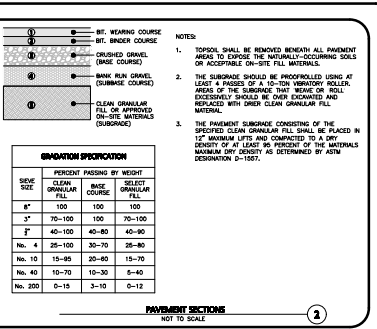 ① BIT. WEARING COURSE
② BIT. BINDER COURSE
③ CRUSHED GRAVEL
(BASE COURSE)
④ BANK RUN GRAVEL
(SUBBASE COURSE)
⑤ CLEAN GRANULAR
FILL OR APPROVED
ON-SITE MATERIALS
(SUBGRADE)
NOTES:
1. TOPSOIL SHALL BE REMOVED BENEATH ALL PAVEMENT
AREAS TO EXPOSE THE NATURALLY-OCCURRING SOILS
OR ACCEPTABLE ON-SITE FILL MATERIALS.
2. THE SUBGRADE SHOULD BE PROOFROLLED USING AT
LEAST 4 PASSES OF A 10-TON VIBRATORY ROLLER.
AREAS OF THE SUBGRADE THAT 'WEAVE OR ROLL'
EXCESSIVELY SHOULD BE OVER EXCAVATED AND
REPLACED WITH DRIER CLEAN GRANULAR FILL
MATERIAL.
3. THE PAVEMENT SUBGRADE CONSISTING OF THE
SPECIFIED CLEAN GRANULAR FILL SHALL BE PLACED IN
12" MAXIMUM LIFTS AND COMPACTED TO A DRY
DENSITY OF AT LEAST 95 PERCENT OF THE MATERIALS
MAXIMUM DRY DENSITY AS DETERMINED BY ASTM
DESIGNATION D-1557.
GRADATION SPECIFICATION
SIEVE SIZE PERCENT PASSING BY WEIGHT
CLEAN GRANULAR FILL BASE COURSE SELECT GRANULAR FILL
8" 100 100 100
3" 70-100 100 70-100
40-100 40-80 40-90
No. 4 25-100 30-70 25-80
No. 10 15-95 20-60 15-70
No. 40 10-70 10-30 5-40
No. 200 0-15 3-10 0-12
PAVEMENT SECTIONS
NOT TO SCALE
2